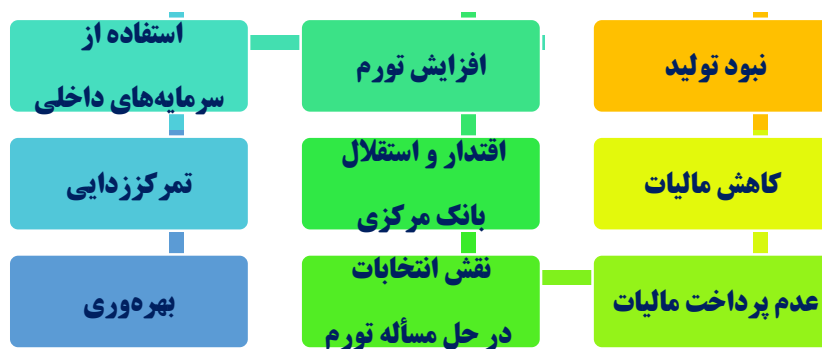 نبود تولید
کاهش مالیات
عدم پرداخت مالیات
افزایش تورم
اقتدار و استقلال
بانک مرکزی
نقش انتخابات
در حل مسأله تورم
استفاده از
سرمایه‌های داخلی
تمرکززدایی
بهره‌وری